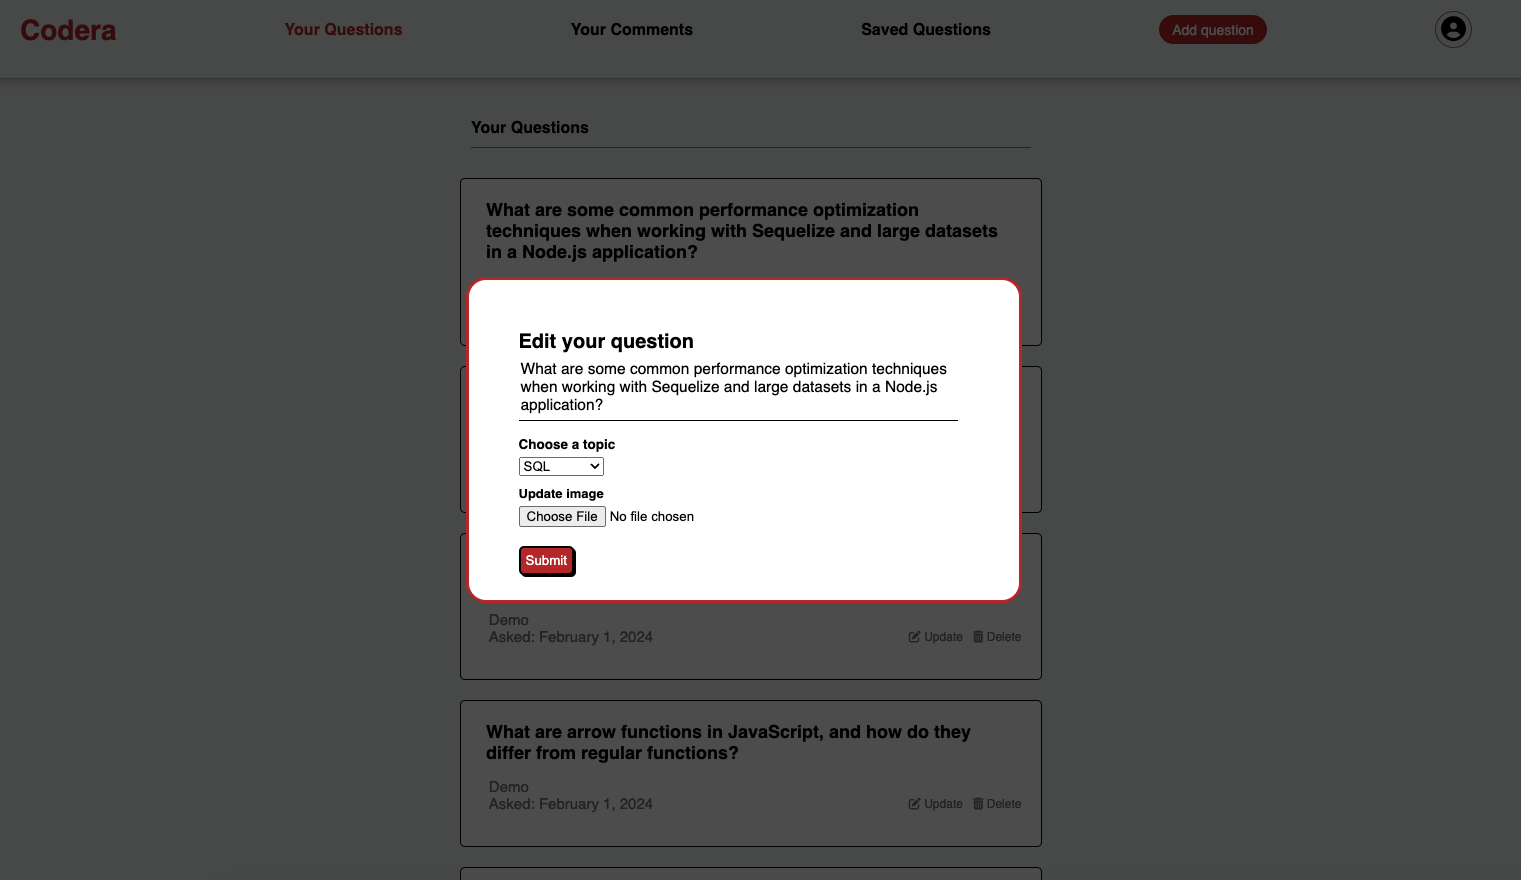 Codera
Your Questions
Your Comments
Saved Questions
Add question
Your Questions
What are some common performance optimization
techniques when working with Sequelize and large datasets
in a Node.js application?
Edit your question
What are some common performance optimization techniques
when working with Sequelize and large datasets in a Node.js
application?
Choose a topic
SQL
Update image
Choose File No file chosen
Submit
Demo
Asked: February 1, 2024
Update Delete
What are arrow functions in JavaScript, and how do they
differ from regular functions?
Demo
Asked: February 1, 2024
Update Delete